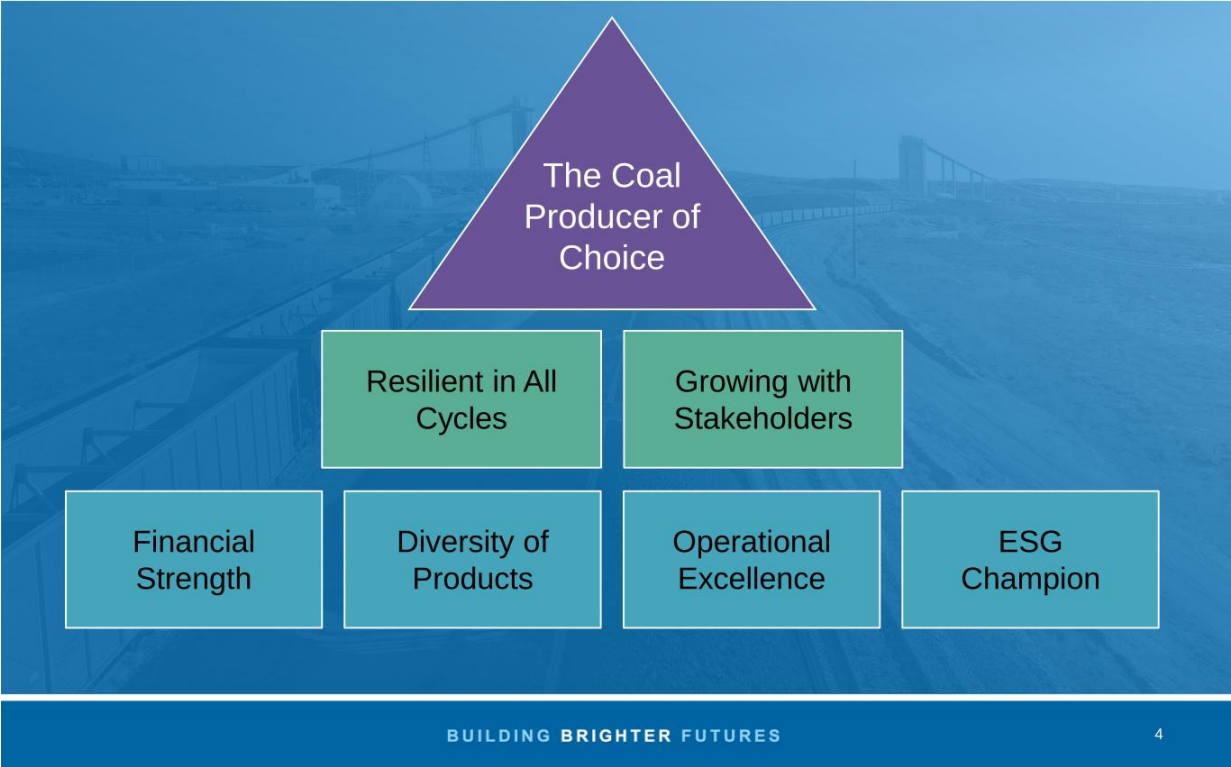 The Coal
Producer of
Choice
Resilient in All
Cycles
Growing with
Stakeholders
Financial
Strength
Diversity of
Products
Operational
Excellence
ESG
Champion
BUILDING BRIGHTER FUTURES
4